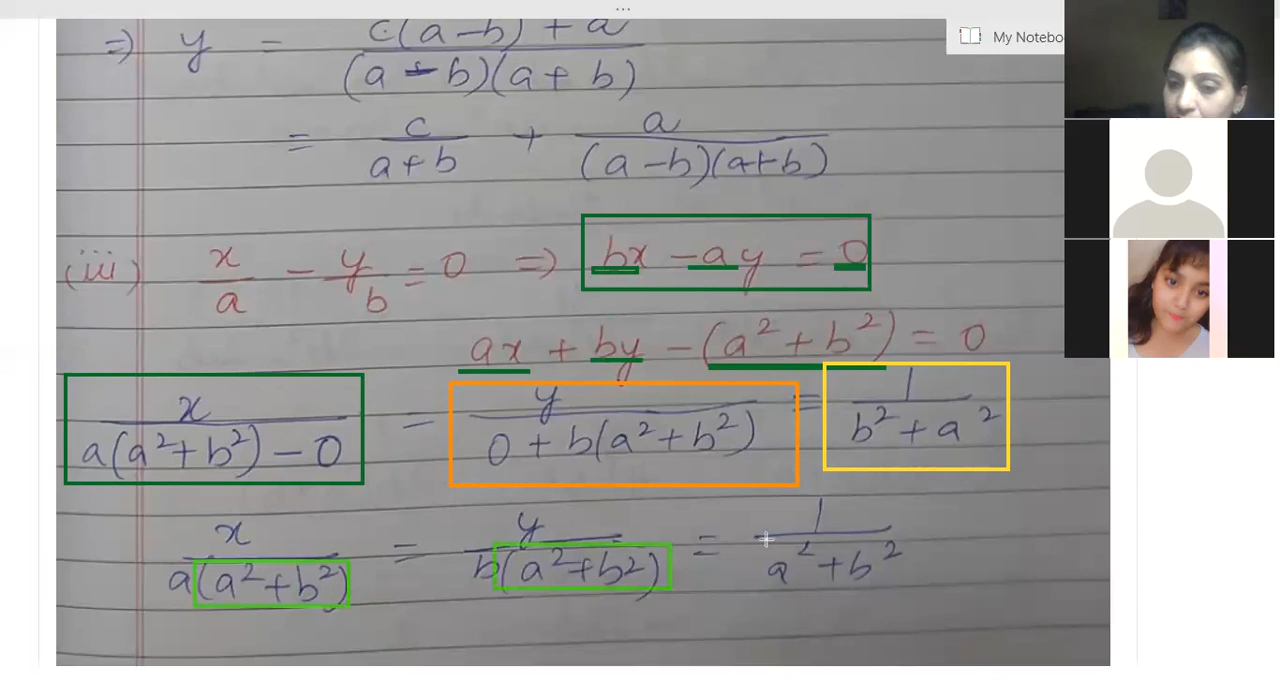 ⇒ y = c(a-b) + a / (a-b)(a+b)
My Notebo
= c / a+b + a / (a-b)(a+b)
(iii) x/a - y/b = 0 ⇒ bx - ay = 0
ax + by - (a² + b²) = 0
x / a(a²+b²) - 0 = y / 0 + b(a²+b²) = 1 / b² + a²
x / a(a²+b²) = y / b(a²+b²) = 1 / a²+b²